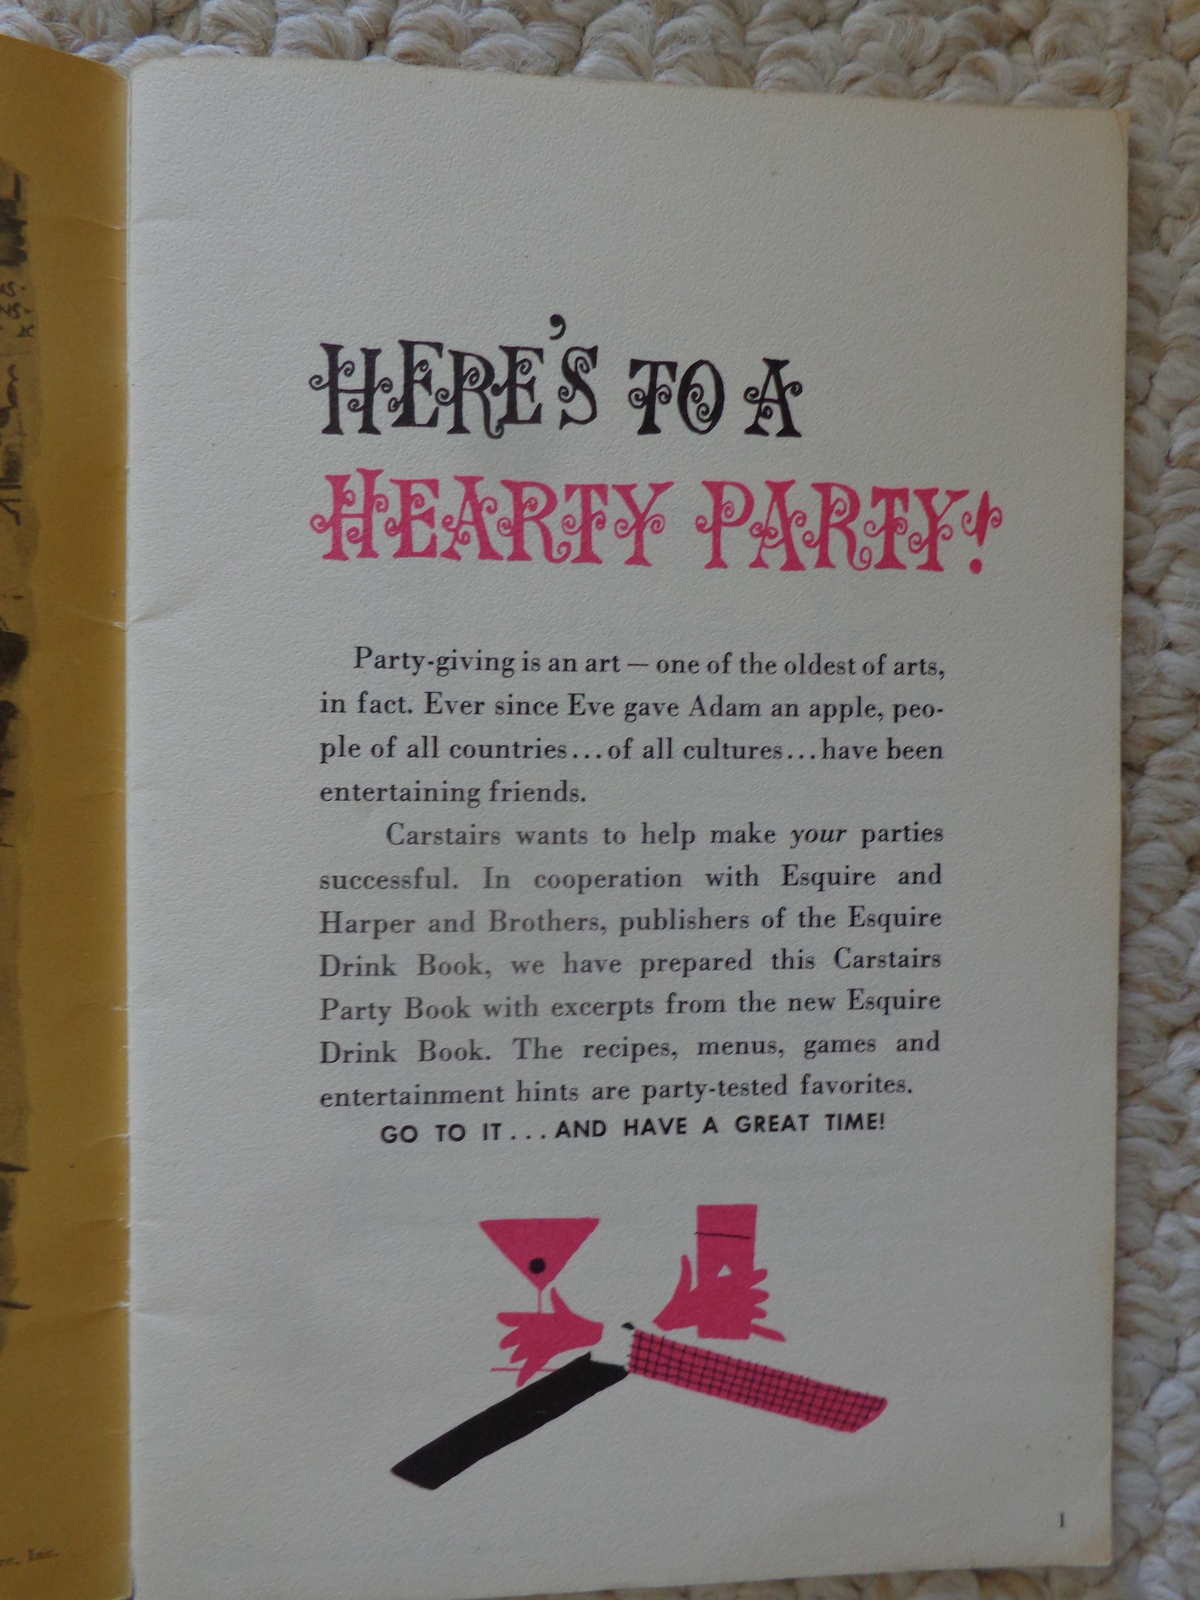 HERE'S TO A
HEARTY PARTY!
Party-giving is an art — one of the oldest of arts,
in fact. Ever since Eve gave Adam an apple, peo-
ple of all countries...of all cultures...have been
entertaining friends.
Carstairs wants to help make your parties
successful. In cooperation with Esquire and
Harper and Brothers, publishers of the Esquire
Drink Book, we have prepared this Carstairs
Party Book with excerpts from the new Esquire
Drink Book. The recipes, menus, games and
entertainment hints are party-tested favorites.
GO TO IT...AND HAVE A GREAT TIME!
1
Inc.